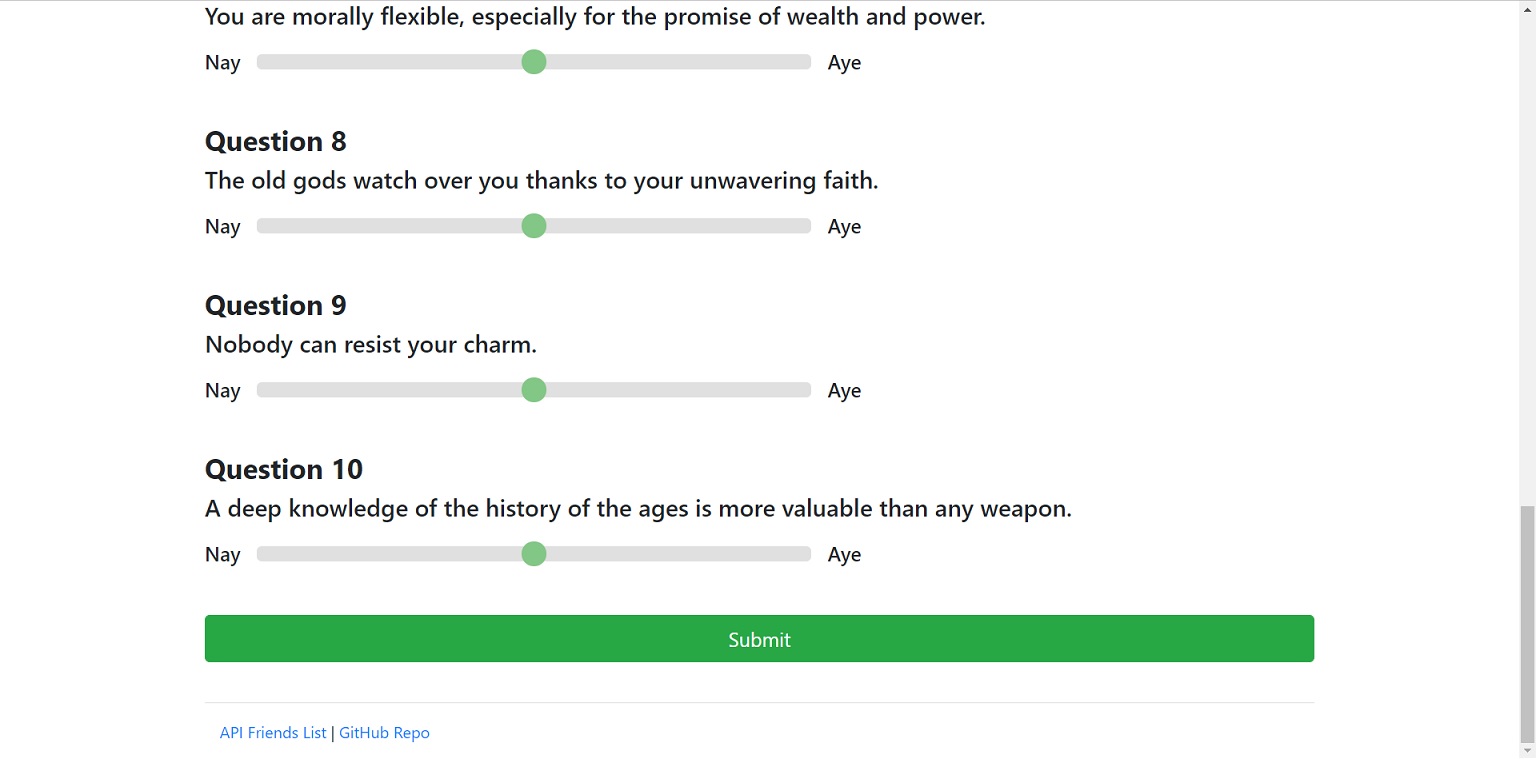 You are morally flexible, especially for the promise of wealth and power.
Nay Aye
Question 8
The old gods watch over you thanks to your unwavering faith.
Nay Aye
Question 9
Nobody can resist your charm.
Nay Aye
Question 10
A deep knowledge of the history of the ages is more valuable than any weapon.
Nay Aye
Submit
API Friends List | GitHub Repo